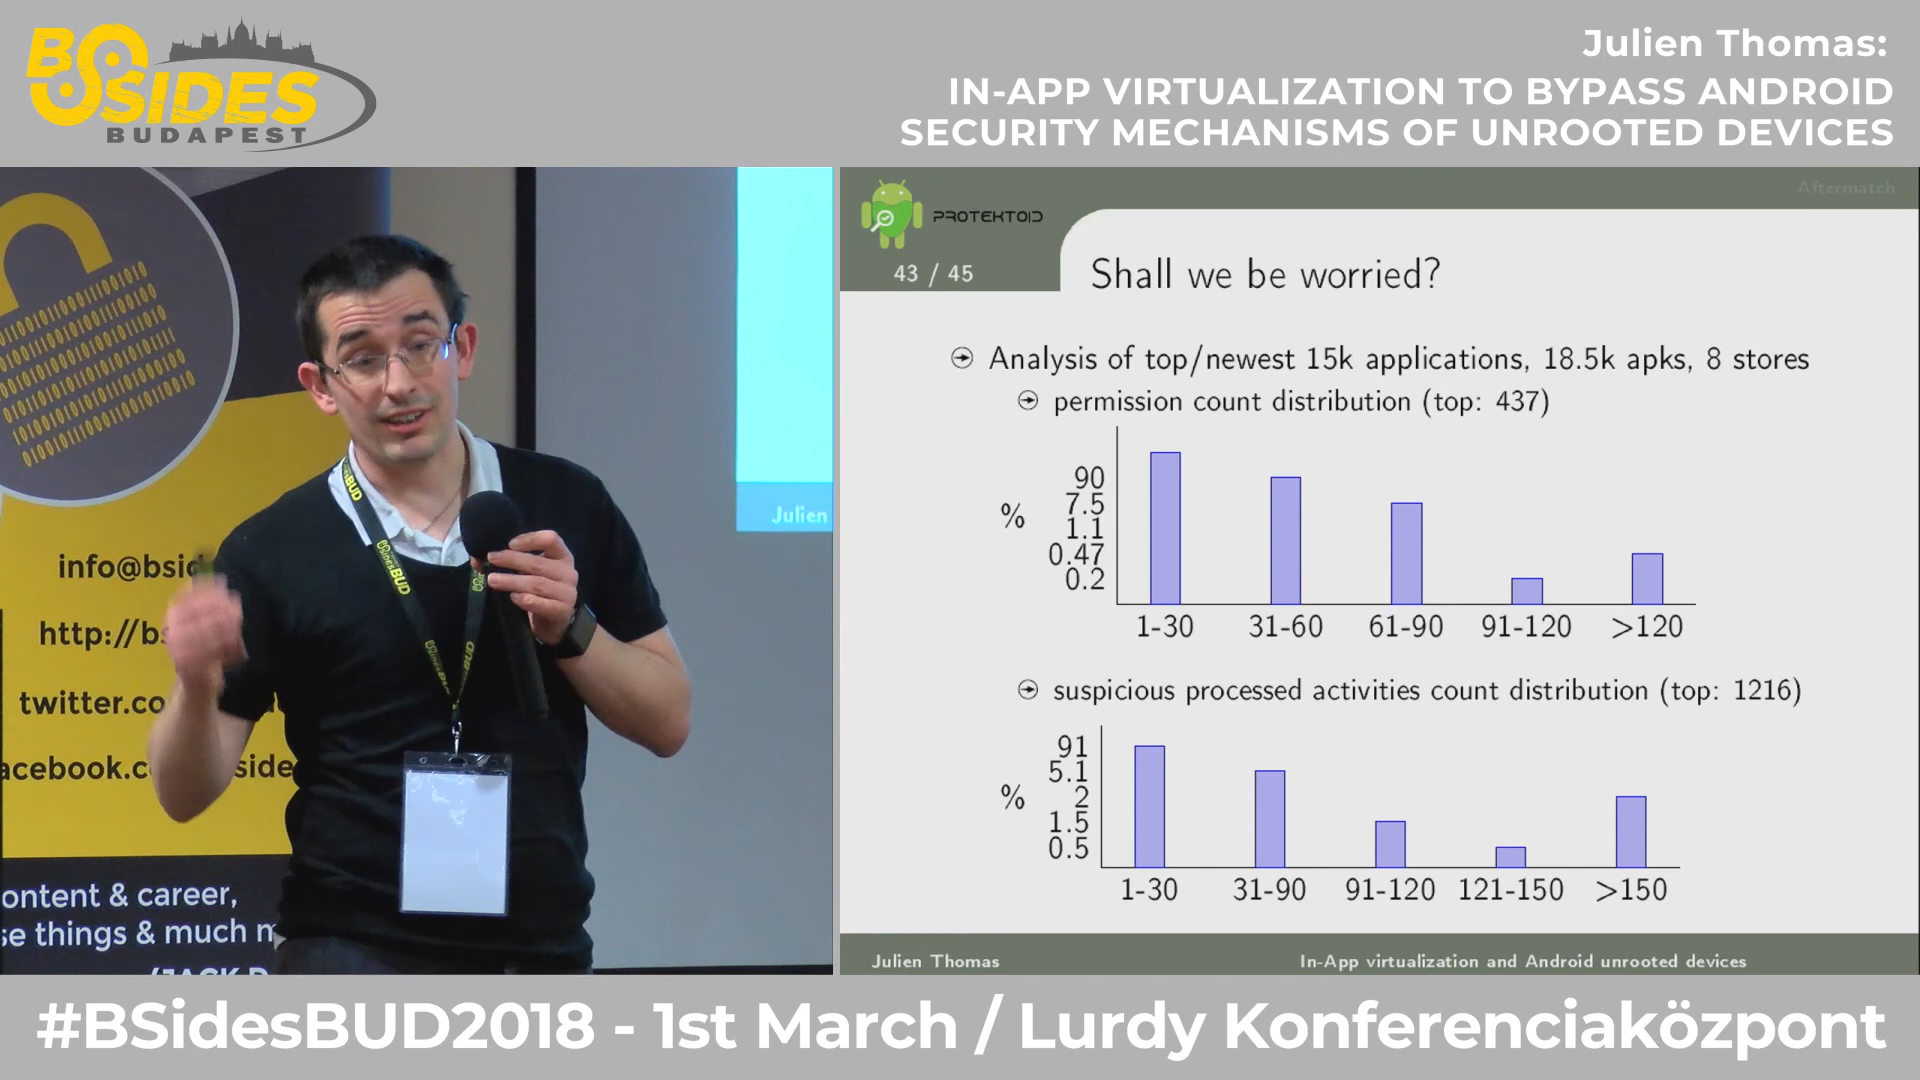 BSIDES
BUDAPEST
Julien Thomas:
IN-APP VIRTUALIZATION TO BYPASS ANDROID
SECURITY MECHANISMS OF UNROOTED DEVICES
info@bsid
http://bs
twitter.co
acebook.c side
ontent & career,
se things & much m
BSidesBUD
Julien
Aftermatch
PROTEKTOID
43 / 45
Shall we be worried?
Analysis of top/newest 15k applications, 18.5k apks, 8 stores
permission count distribution (top: 437)
%
90
7.5
1.1
0.47
0.2
1-30 31-60 61-90 91-120 >120
suspicious processed activities count distribution (top: 1216)
%
91
5.1
2
1.5
0.5
1-30 31-90 91-120 121-150 >150
Julien Thomas In-App virtualization and Android unrooted devices
#BSidesBUD2018 - 1st March / Lurdy Konferenciaközpont